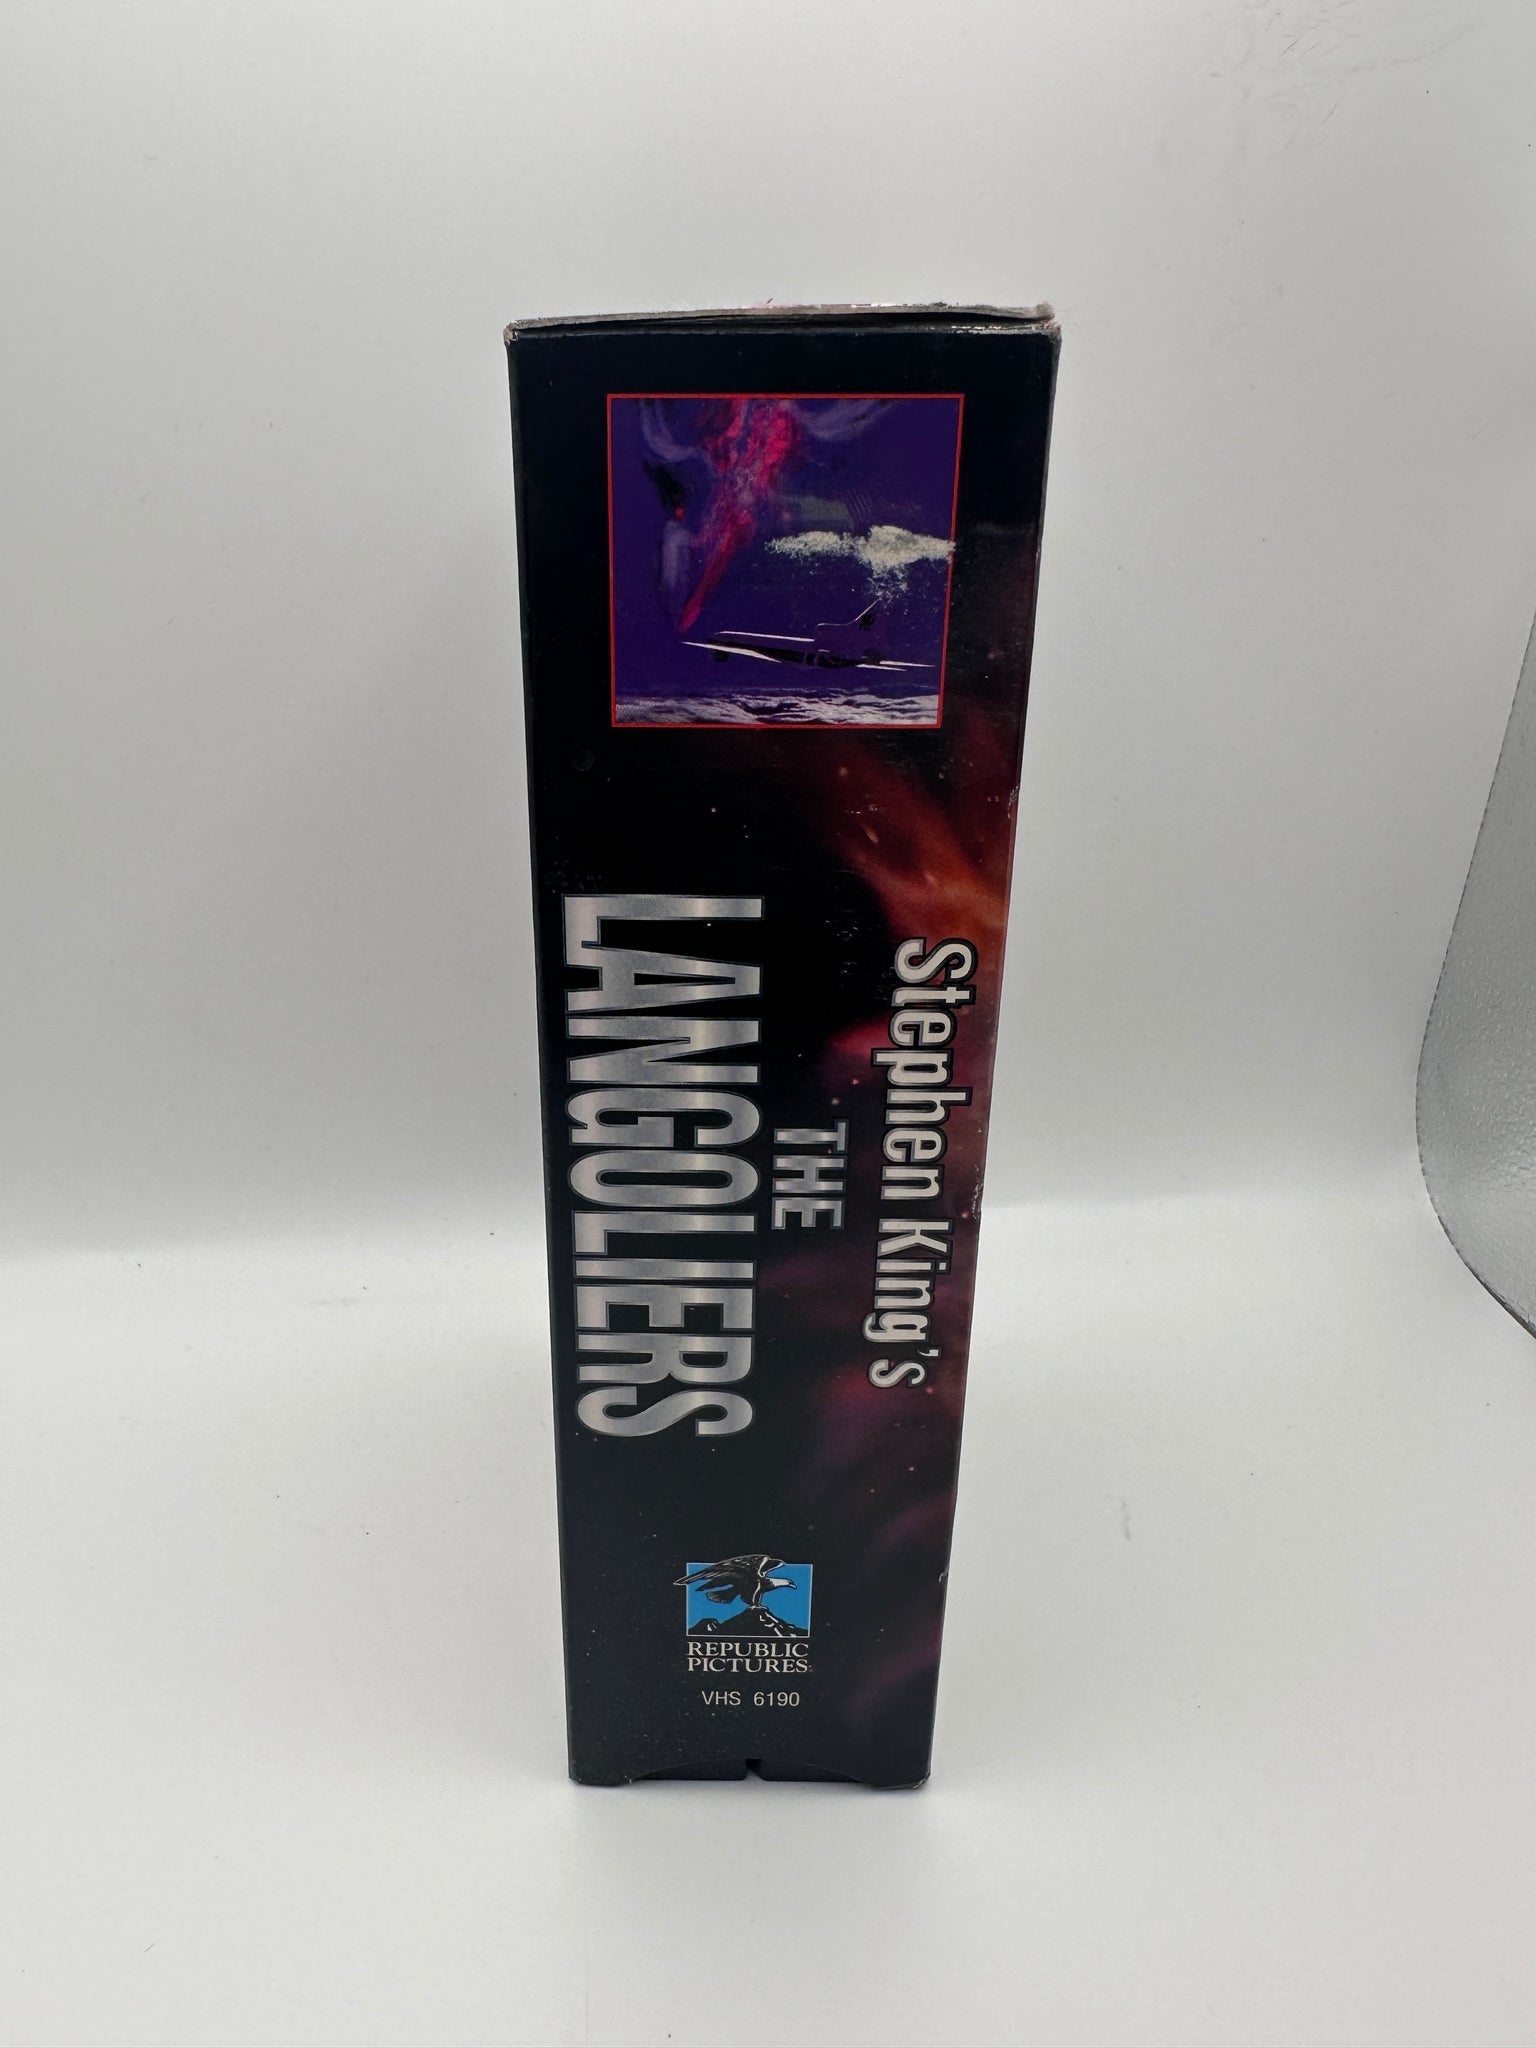 Stephen King's
THE
LANGOLIERS
REPUBLIC
PICTURES
VHS 6190